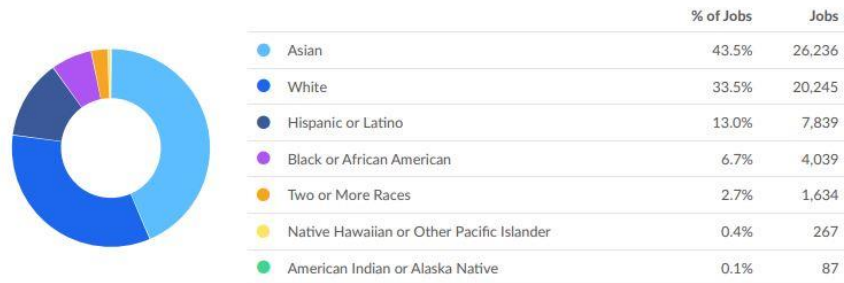 % of Jobs Jobs
Asian 43.5% 26,236
White 33.5% 20,245
Hispanic or Latino 13.0% 7,839
Black or African American 6.7% 4,039
Two or More Races 2.7% 1,634
Native Hawaiian or Other Pacific Islander 0.4% 267
American Indian or Alaska Native 0.1% 87